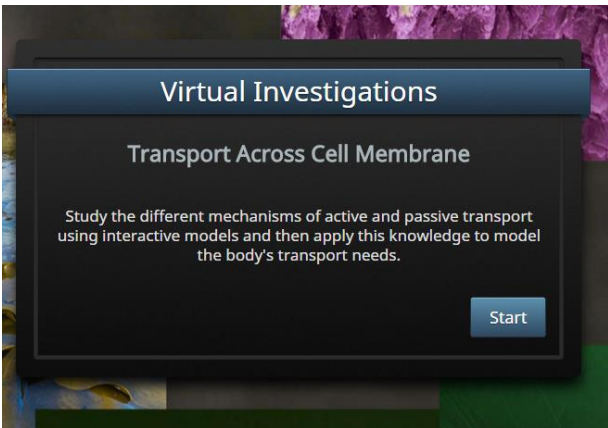 Virtual Investigations
Transport Across Cell Membrane
Study the different mechanisms of active and passive transport
using interactive models and then apply this knowledge to model
the body's transport needs.
Start